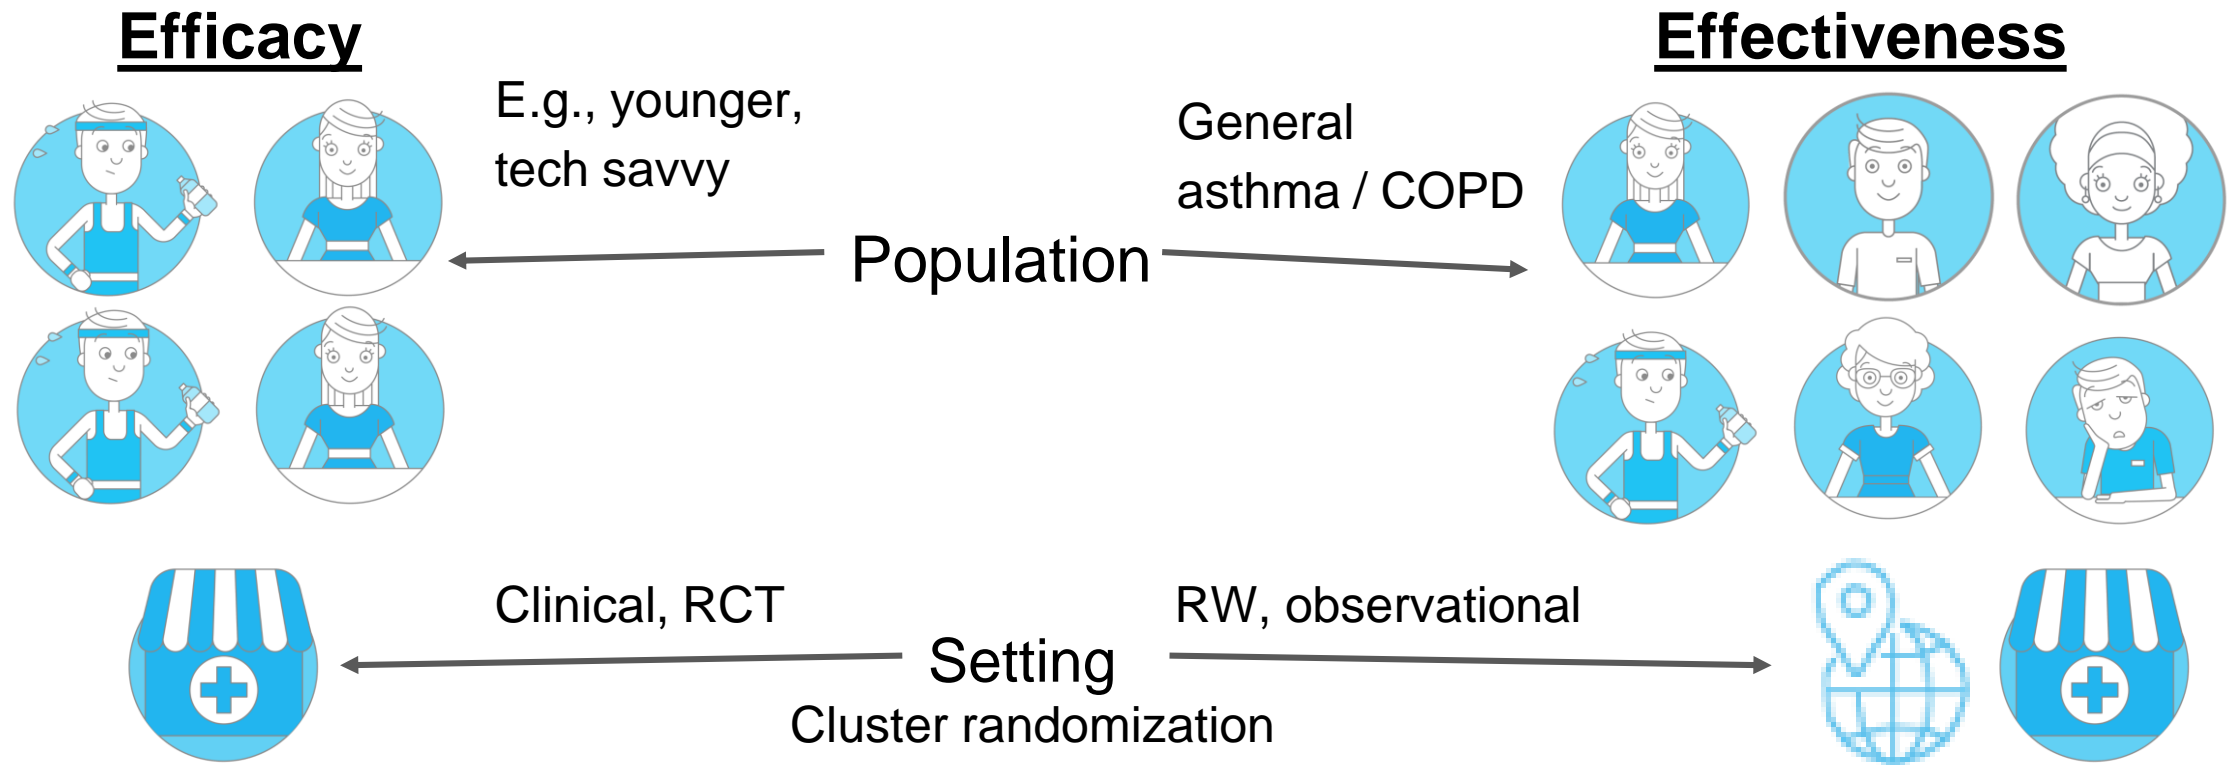 Efficacy
Effectiveness
E.g., younger,
tech savvy
General
asthma / COPD
Population
Clinical, RCT
RW, observational
Setting
Cluster randomization